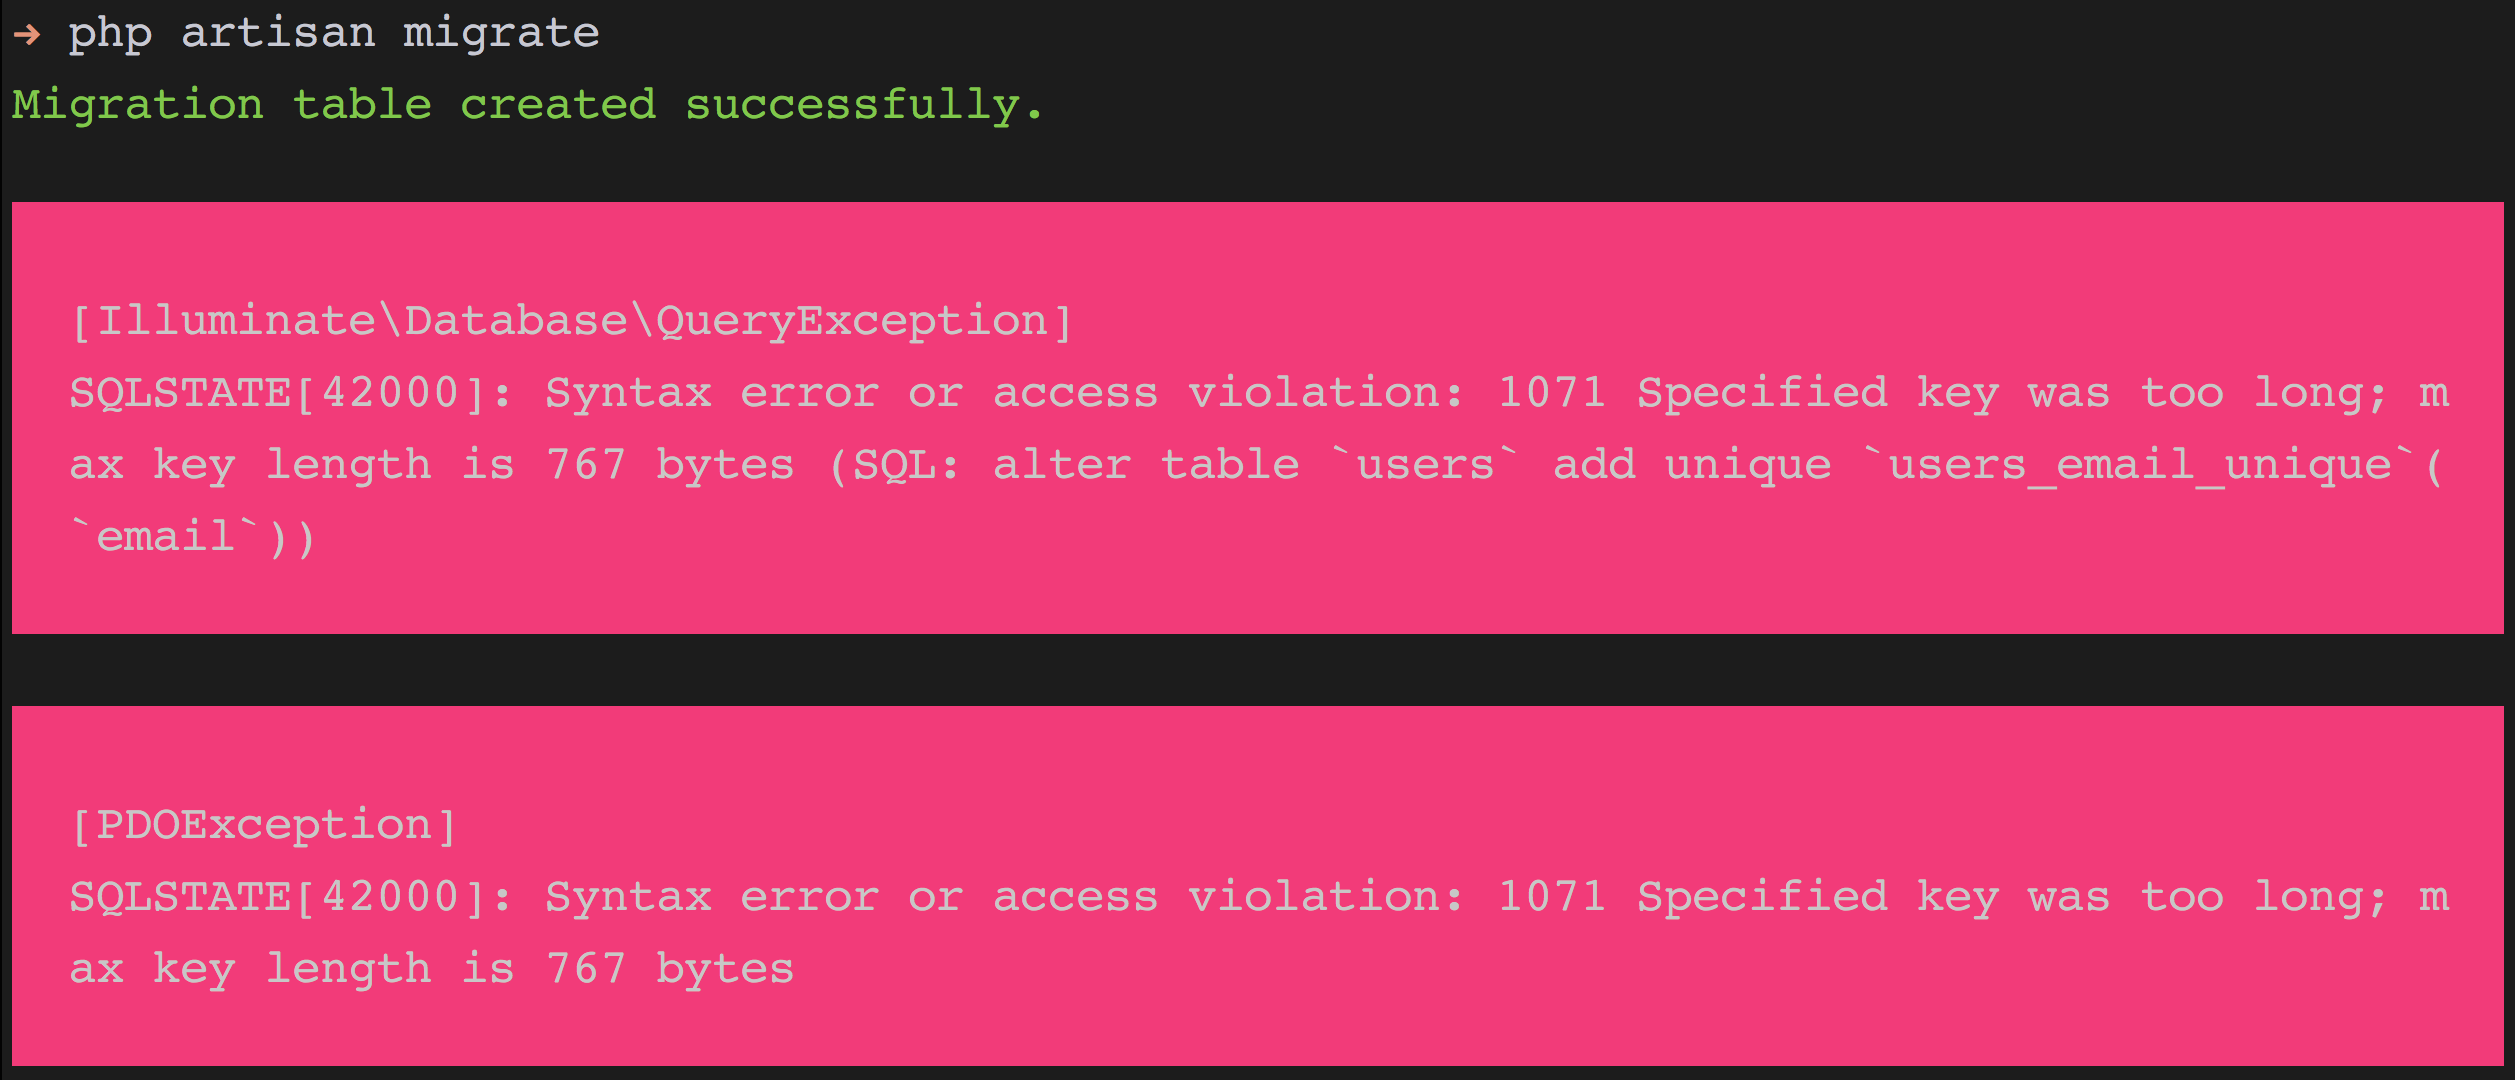 → php artisan migrate
Migration table created successfully.
[Illuminate\Database\QueryException]
SQLSTATE[42000]: Syntax error or access violation: 1071 Specified key was too long; m
ax key length is 767 bytes (SQL: alter table `users` add unique `users_email_unique`(
`email`))
[PDOException]
SQLSTATE[42000]: Syntax error or access violation: 1071 Specified key was too long; m
ax key length is 767 bytes